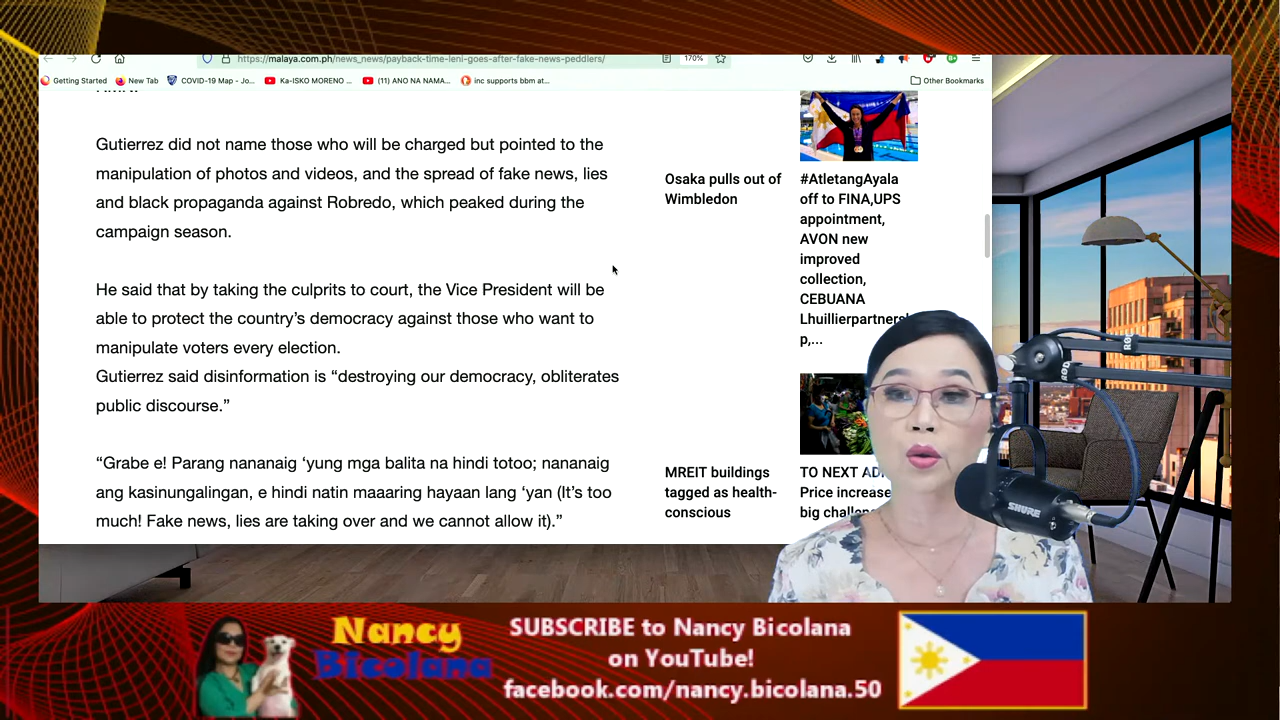 https://malaya.com.ph/news_news/payback-time-leni-goes-after-fake-news-peddlers/
170%
Getting Started
New Tab
COVID-19 Map - Jo...
Ka-ISKO MORENO ...
(11) ANO NA NAMA...
inc supports bbm at...
Other Bookmarks
Gutierrez did not name those who will be charged but pointed to the
manipulation of photos and videos, and the spread of fake news, lies
and black propaganda against Robredo, which peaked during the
campaign season.
He said that by taking the culprits to court, the Vice President will be
able to protect the country’s democracy against those who want to
manipulate voters every election.
Gutierrez said disinformation is “destroying our democracy, obliterates
public discourse.”
“Grabe e! Parang nananaig ‘yung mga balita na hindi totoo; nananaig
ang kasinungalingan, e hindi natin maaaring hayaan lang ‘yan (It’s too
much! Fake news, lies are taking over and we cannot allow it).”
Osaka pulls out of
Wimbledon
#AtletangAyala
off to FINA,UPS
appointment,
AVON new
improved
collection,
CEBUANA
Lhuillierpartners
p,...
MREIT buildings
tagged as health-
conscious
TO NEXT
Price increase
big
SHURE
Nancy
Bicolana
SUBSCRIBE to Nancy Bicolana
on YouTube!
facebook.com/nancy.bicolana.50